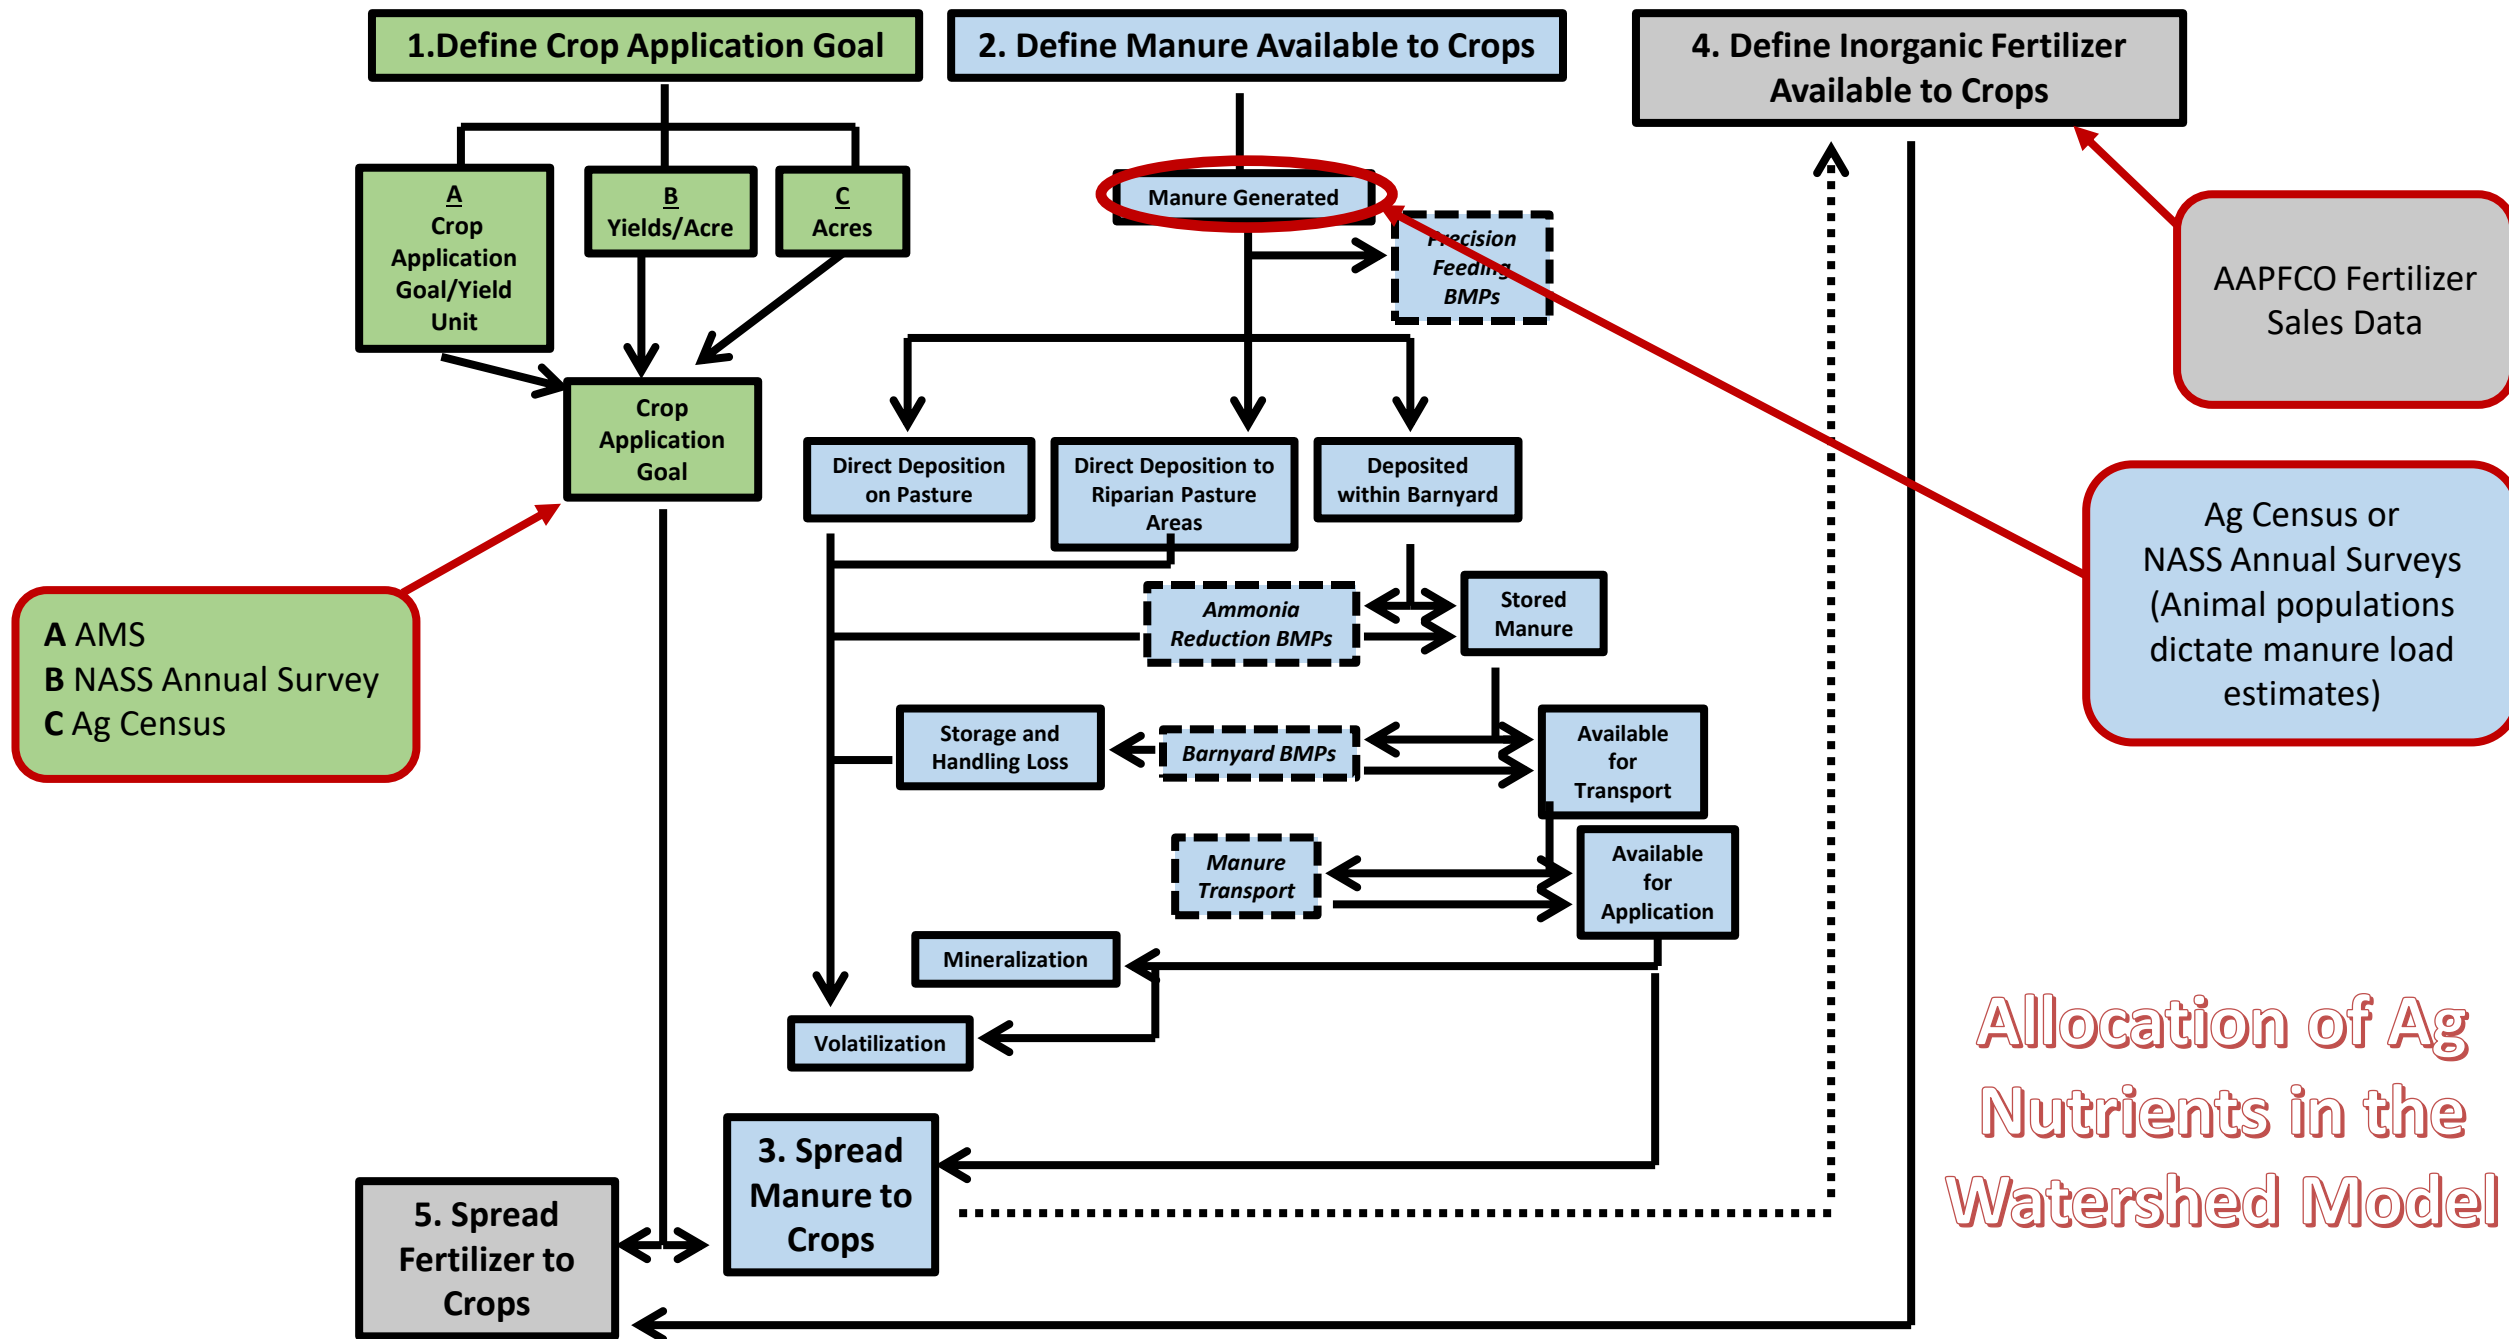 1.Define Crop Application Goal
2. Define Manure Available to Crops
4. Define Inorganic Fertilizer
Available to Crops
A
Crop
Application
Goal/Yield
Unit
B
Yields/Acre
C
Acres
Manure Generated
Precision
Feeding
BMPs
AAPFCO Fertilizer
Sales Data
Crop
Application
Goal
Direct Deposition
on Pasture
Direct Deposition to
Riparian Pasture
Areas
Deposited
within Barnyard
Ag Census or
NASS Annual Surveys
(Animal populations
dictate manure load
estimates)
A AMS
B NASS Annual Survey
C Ag Census
Ammonia
Reduction BMPs
Stored
Manure
Storage and
Handling Loss
Barnyard BMPs
Available
for
Transport
Manure
Transport
Available
for
Application
Mineralization
Volatilization
Allocation of Ag
Nutrients in the
Watershed Model
3. Spread
Manure to
Crops
5. Spread
Fertilizer to
Crops